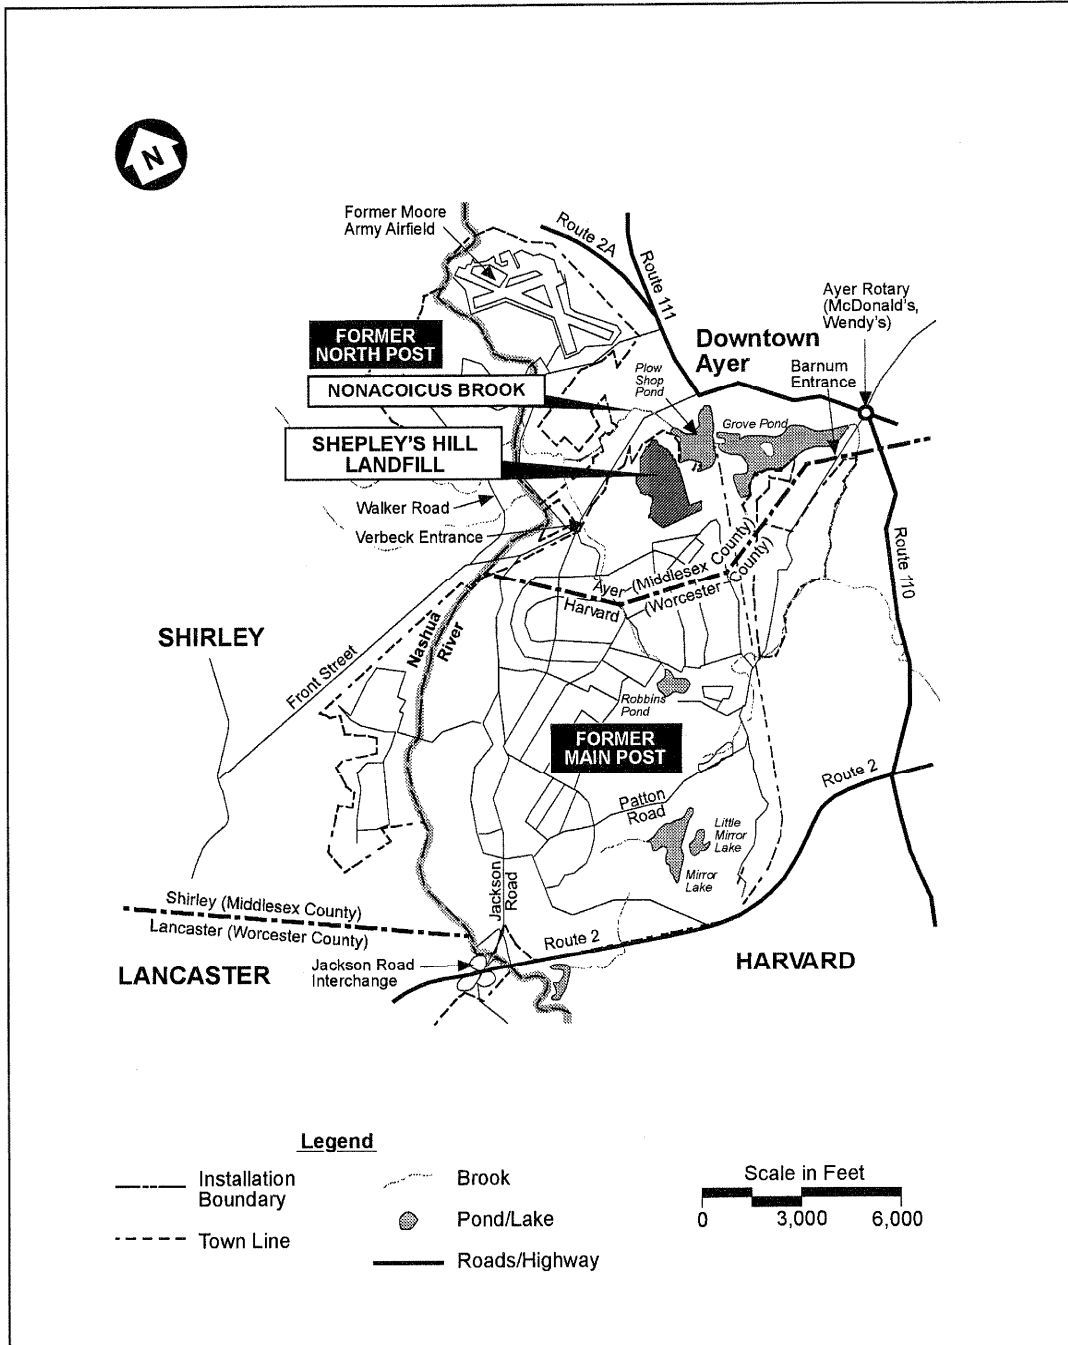 N
Former Moore
Army Airfield
Route 2A
Route 111
Ayer Rotary
(McDonald's,
Wendy's)
FORMER
NORTH POST
Downtown
Ayer
Plow
Shop
Pond
Barnum
Entrance
NONACOICUS BROOK
Grove Pond
SHEPLEY'S HILL
LANDFILL
Walker Road
Verbeck Entrance
Route 110
Ayer (Middlesex County)
Harvard (Worcester County)
SHIRLEY
Nashua
River
Front Street
Robbins
Pond
FORMER
MAIN POST
Route 2
Patton
Road
Little
Mirror
Lake
Mirror
Lake
Jackson
Road
Shirley (Middlesex County)
Lancaster (Worcester County)
Route 2
LANCASTER
Jackson Road
Interchange
HARVARD
Legend
Installation
Boundary
Town Line
Brook
Pond/Lake
Roads/Highway
Scale in Feet
0 3,000 6,000